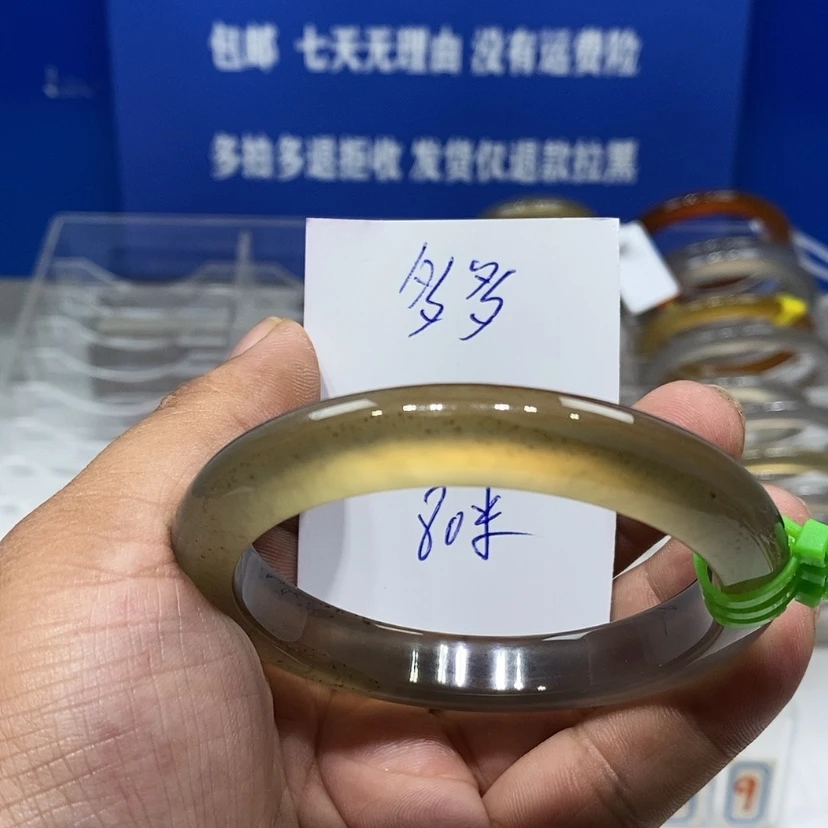 包邮 七天无理由 没有运费险
多拍多退拒收 发货仅退款拉黑
多多
80米
9